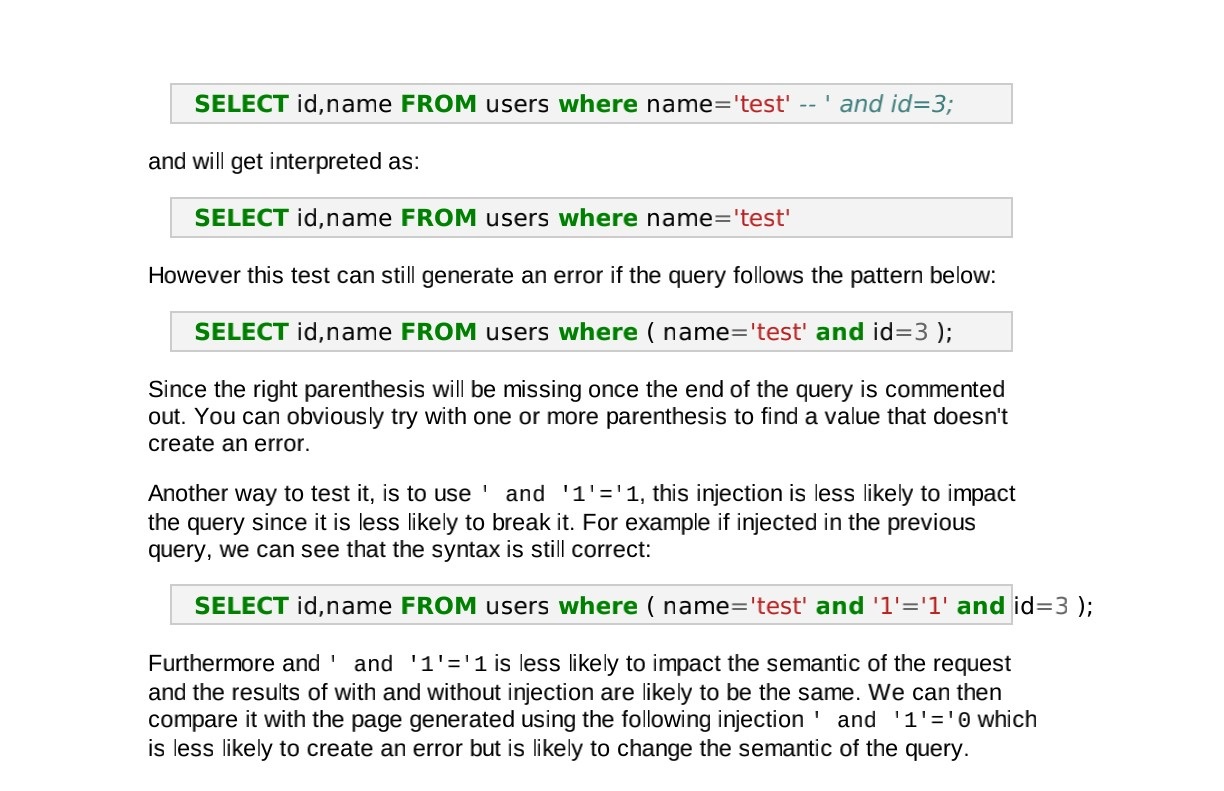 SELECT id,name FROM users where name='test' -- ' and id=3;
and will get interpreted as:
SELECT id,name FROM users where name='test'
However this test can still generate an error if the query follows the pattern below:
SELECT id,name FROM users where ( name='test' and id=3 );
Since the right parenthesis will be missing once the end of the query is commented
out. You can obviously try with one or more parenthesis to find a value that doesn't
create an error.
Another way to test it, is to use ' and '1'='1, this injection is less likely to impact
the query since it is less likely to break it. For example if injected in the previous
query, we can see that the syntax is still correct:
SELECT id,name FROM users where ( name='test' and '1'='1' and id=3 );
Furthermore and ' and '1'='1 is less likely to impact the semantic of the request
and the results of with and without injection are likely to be the same. We can then
compare it with the page generated using the following injection ' and '1'='0 which
is less likely to create an error but is likely to change the semantic of the query.